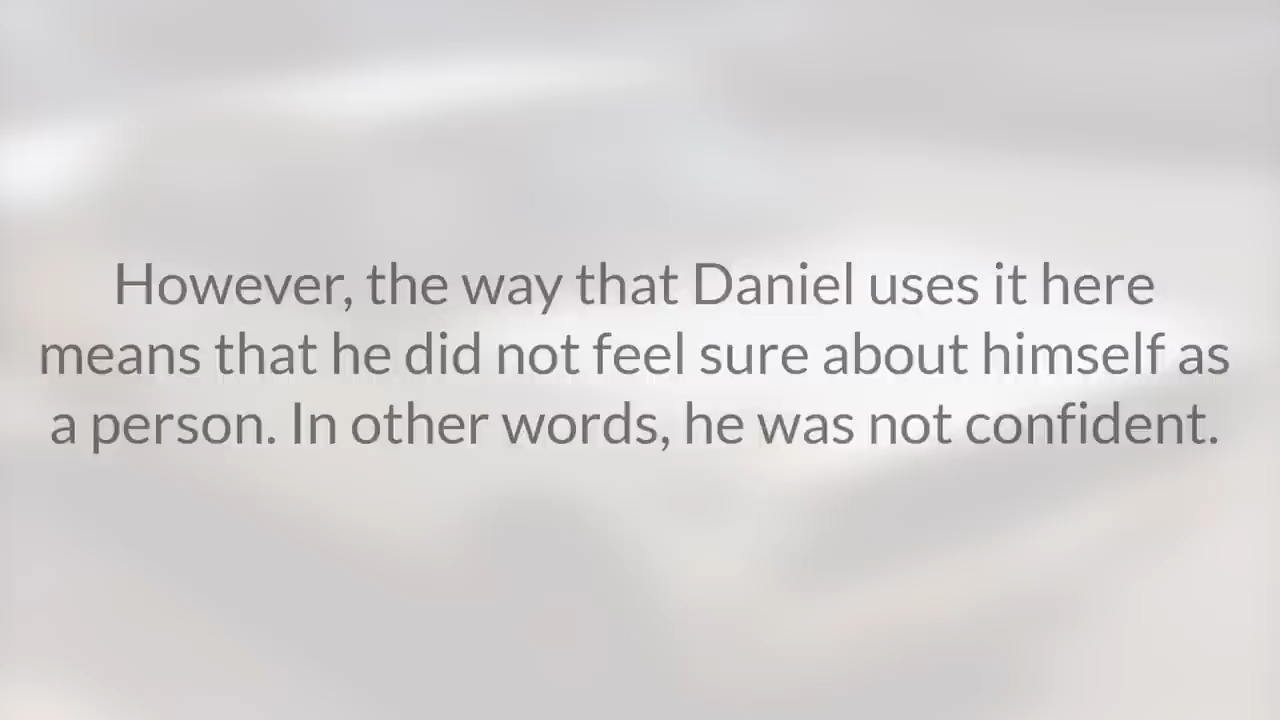 However, the way that Daniel uses it here
means that he did not feel sure about himself as
a person. In other words, he was not confident.